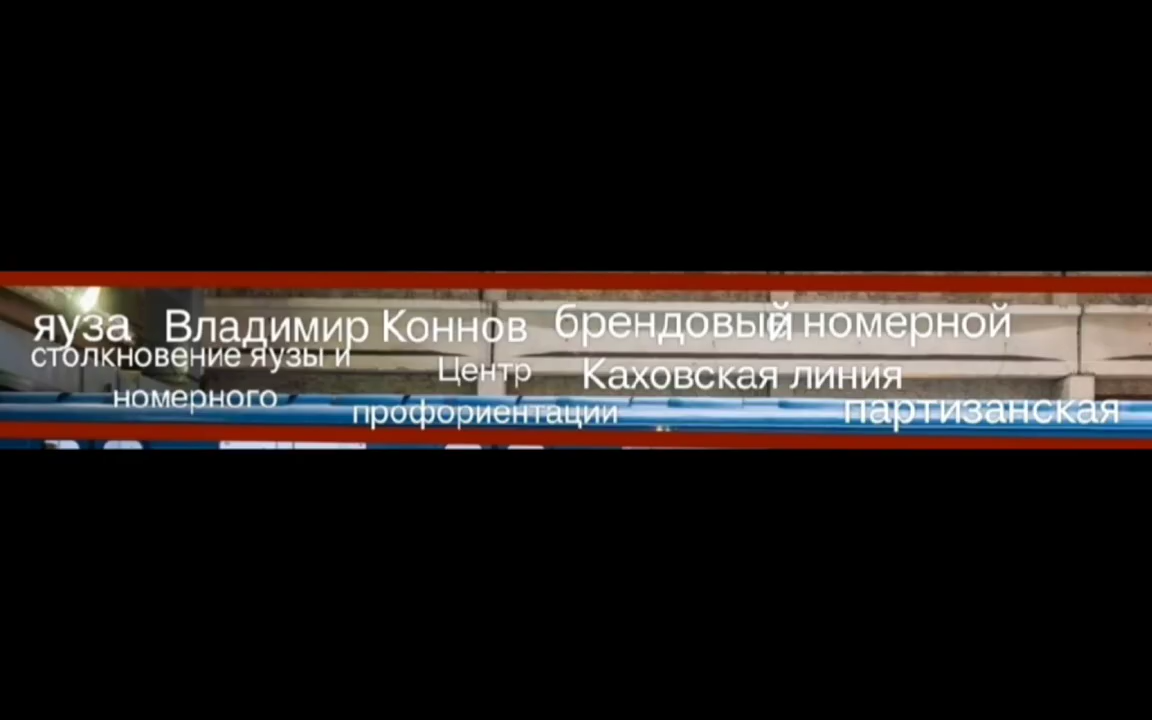 яуза
Владимир Коннов
брендовый номерной
столкновение яузы и
номерного
Центр
профориентации
Каховская линия
партизанская